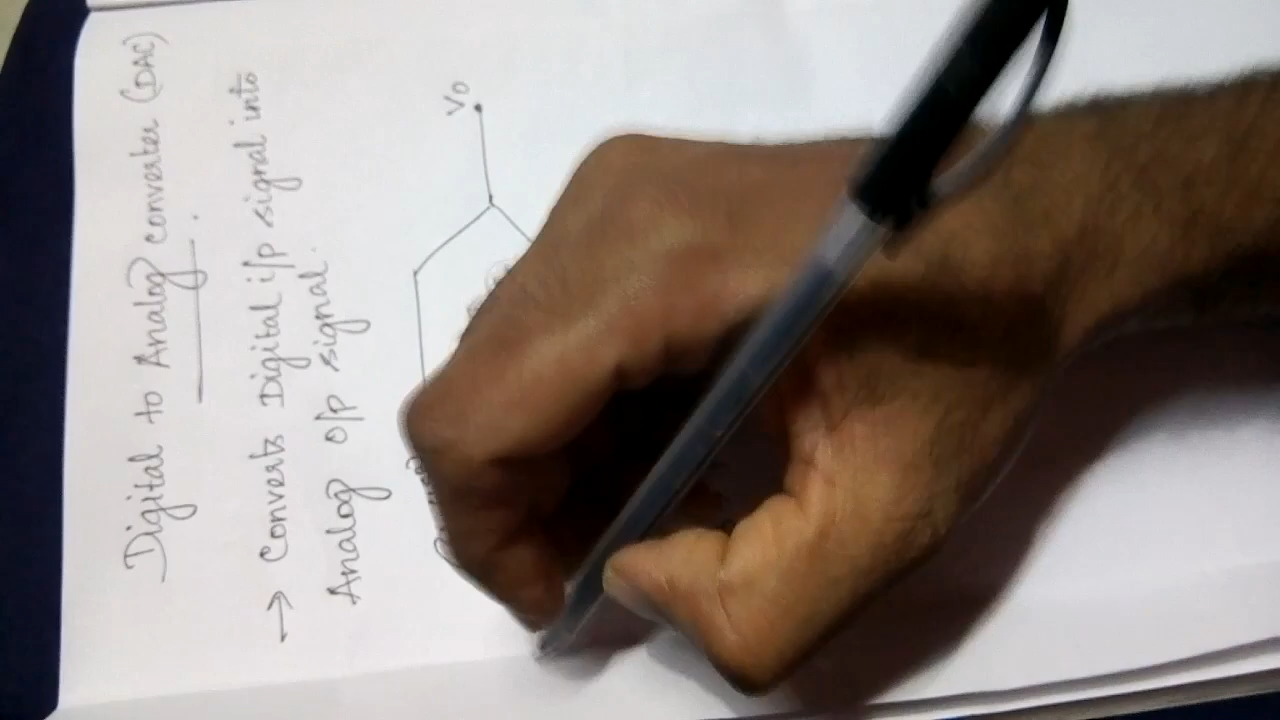 Digital to Analog converter (DAC)
→ Converts Digital i/p signal into
Analog o/p signal.
Vo